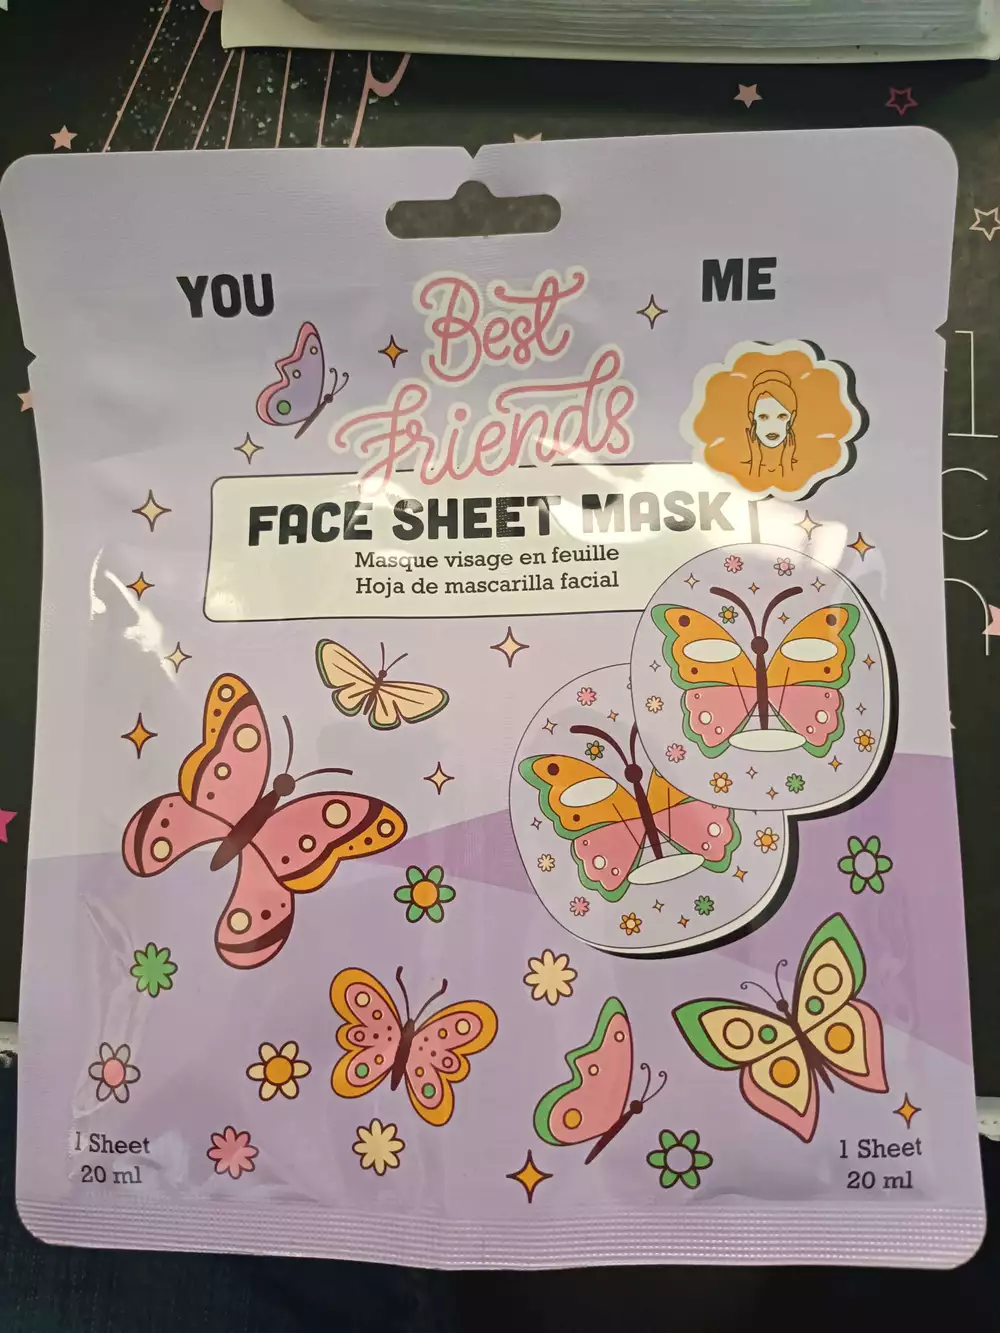 YOU
ME
Best
Friends
FACE SHEET MASK
Masque visage en feuille
Hoja de mascarilla facial
1 Sheet
20 ml
1 Sheet
20 ml